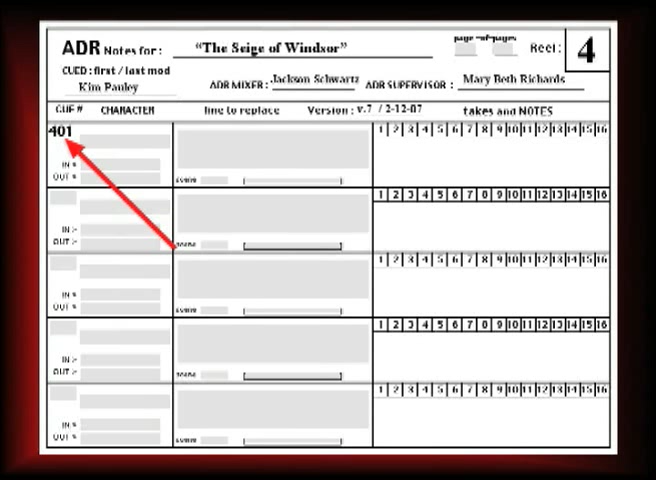 page of pages
ADR Notes for: “The Seige of Windsor” Reel: 4
CUED: first / last mod
Kim Pauley
ADR MIXER: Jackson Schwartz ADR SUPERVISOR: Mary Beth Richards
CUE # CHARACTER line to replace Version: v.7 / 2-12-07 takes and NOTES
401
1 2 3 4 5 6 7 8 9 10 11 12 13 14 15 16
IN
OUT
1 2 3 4 5 6 7 8 9 10 11 12 13 14 15 16
IN
OUT
1 2 3 4 5 6 7 8 9 10 11 12 13 14 15 16
IN
OUT
1 2 3 4 5 6 7 8 9 10 11 12 13 14 15 16
IN
OUT
1 2 3 4 5 6 7 8 9 10 11 12 13 14 15 16
IN
OUT